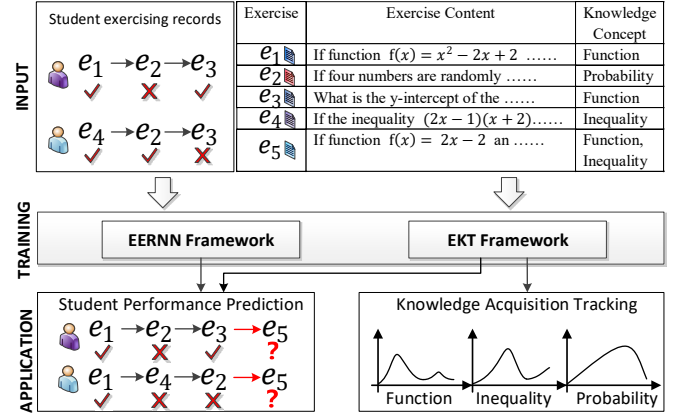 INPUT
Student exercising records
e1 → e2 → e3
✓ ✗ ✓
e4 → e2 → e3
✓ ✓ ✗
Exercise Exercise Content Knowledge Concept
e1 If function f(x) = x² − 2x + 2 …… Function
e2 If four numbers are randomly …… Probability
e3 What is the y-intercept of the …… Function
e4 If the inequality (2x − 1)(x + 2)…… Inequality
e5 If function f(x) = 2x − 2 an …… Function, Inequality
TRAINING
EERNN Framework
EKT Framework
APPLICATION
Student Performance Prediction
e1 → e2 → e3 → e5
✓ ✗ ✓ ?
e1 → e4 → e2 → e5
✓ ✗ ✗ ?
Knowledge Acquisition Tracking
Function Inequality Probability